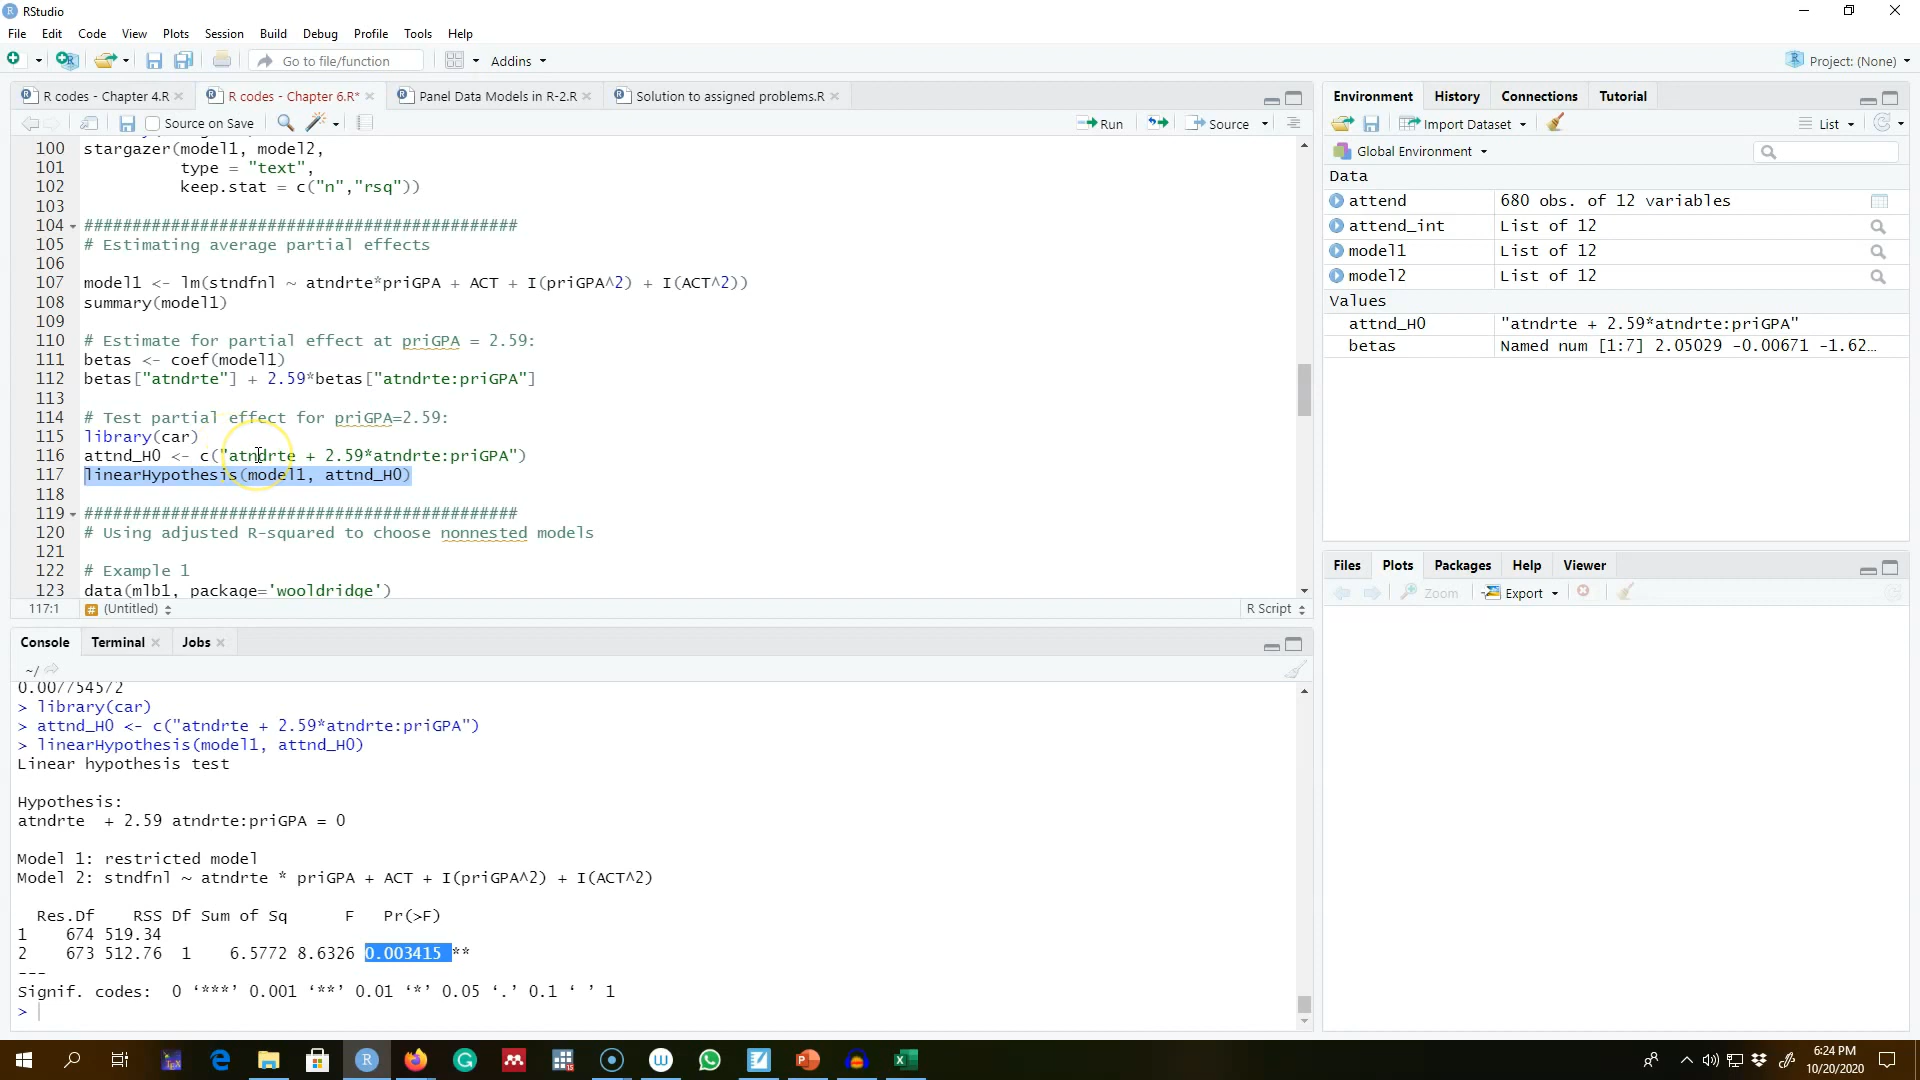 RStudio
File Edit Code View Plots Session Build Debug Profile Tools Help
Go to file/function Addins Project: (None)
R codes - Chapter 4.R R codes - Chapter 6.R* Panel Data Models in R-2.R Solution to assigned problems.R
Source on Save Run Source
100 stargazer(model1, model2,
101 type = "text",
102 keep.stat = c("n","rsq"))
103
104 #############################################
105 # Estimating average partial effects
106
107 model1 <- lm(stndfnl ~ atndrte*priGPA + ACT + I(priGPA^2) + I(ACT^2))
108 summary(model1)
109
110 # Estimate for partial effect at priGPA = 2.59:
111 betas <- coef(model1)
112 betas["atndrte"] + 2.59*betas["atndrte:priGPA"]
113
114 # Test partial effect for priGPA=2.59:
115 library(car)
116 attnd_H0 <- c("atndrte + 2.59*atndrte:priGPA")
117 linearHypothesis(model1, attnd_H0)
118
119 #############################################
120 # Using adjusted R-squared to choose nonnested models
121
122 # Example 1
123 data(mlb1, package='wooldridge')
117:1 (Untitled) R Script
Console Terminal Jobs
~/
0.007754572
> library(car)
> attnd_H0 <- c("atndrte + 2.59*atndrte:priGPA")
> linearHypothesis(model1, attnd_H0)
Linear hypothesis test
Hypothesis:
atndrte + 2.59 atndrte:priGPA = 0
Model 1: restricted model
Model 2: stndfnl ~ atndrte * priGPA + ACT + I(priGPA^2) + I(ACT^2)
Res.Df RSS Df Sum of Sq F Pr(>F)
1 674 519.34
2 673 512.76 1 6.5772 8.6326 0.003415 **
---
Signif. codes: 0 ‘***’ 0.001 ‘**’ 0.01 ‘*’ 0.05 ‘.’ 0.1 ‘ ’ 1
>
Environment History Connections Tutorial
Import Dataset List
Global Environment
Data
attend 680 obs. of 12 variables
attend_int List of 12
model1 List of 12
model2 List of 12
Values
attnd_H0 "atndrte + 2.59*atndrte:priGPA"
betas Named num [1:7] 2.05029 -0.00671 -1.62…
Files Plots Packages Help Viewer
Zoom Export
6:24 PM
10/20/2020